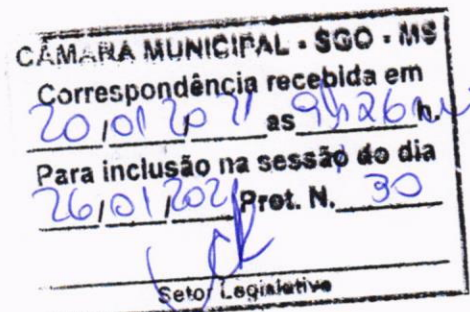 CÂMARA MUNICIPAL - SGO - MS
Correspondência recebida em
20/01/2021 as 9h26 h.
Para inclusão na sessão do dia
26/01/2021 Prot. N. 30
Setor Legislativo